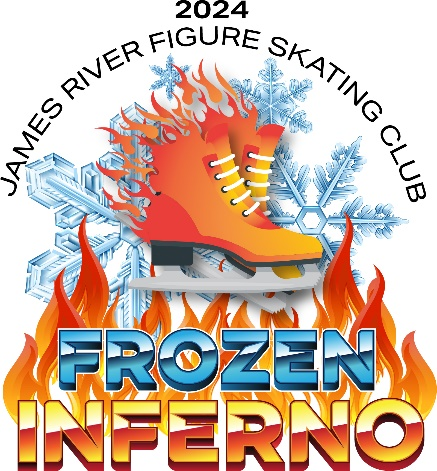 2024
JAMES RIVER FIGURE SKATING CLUB
FROZEN
INFERNO